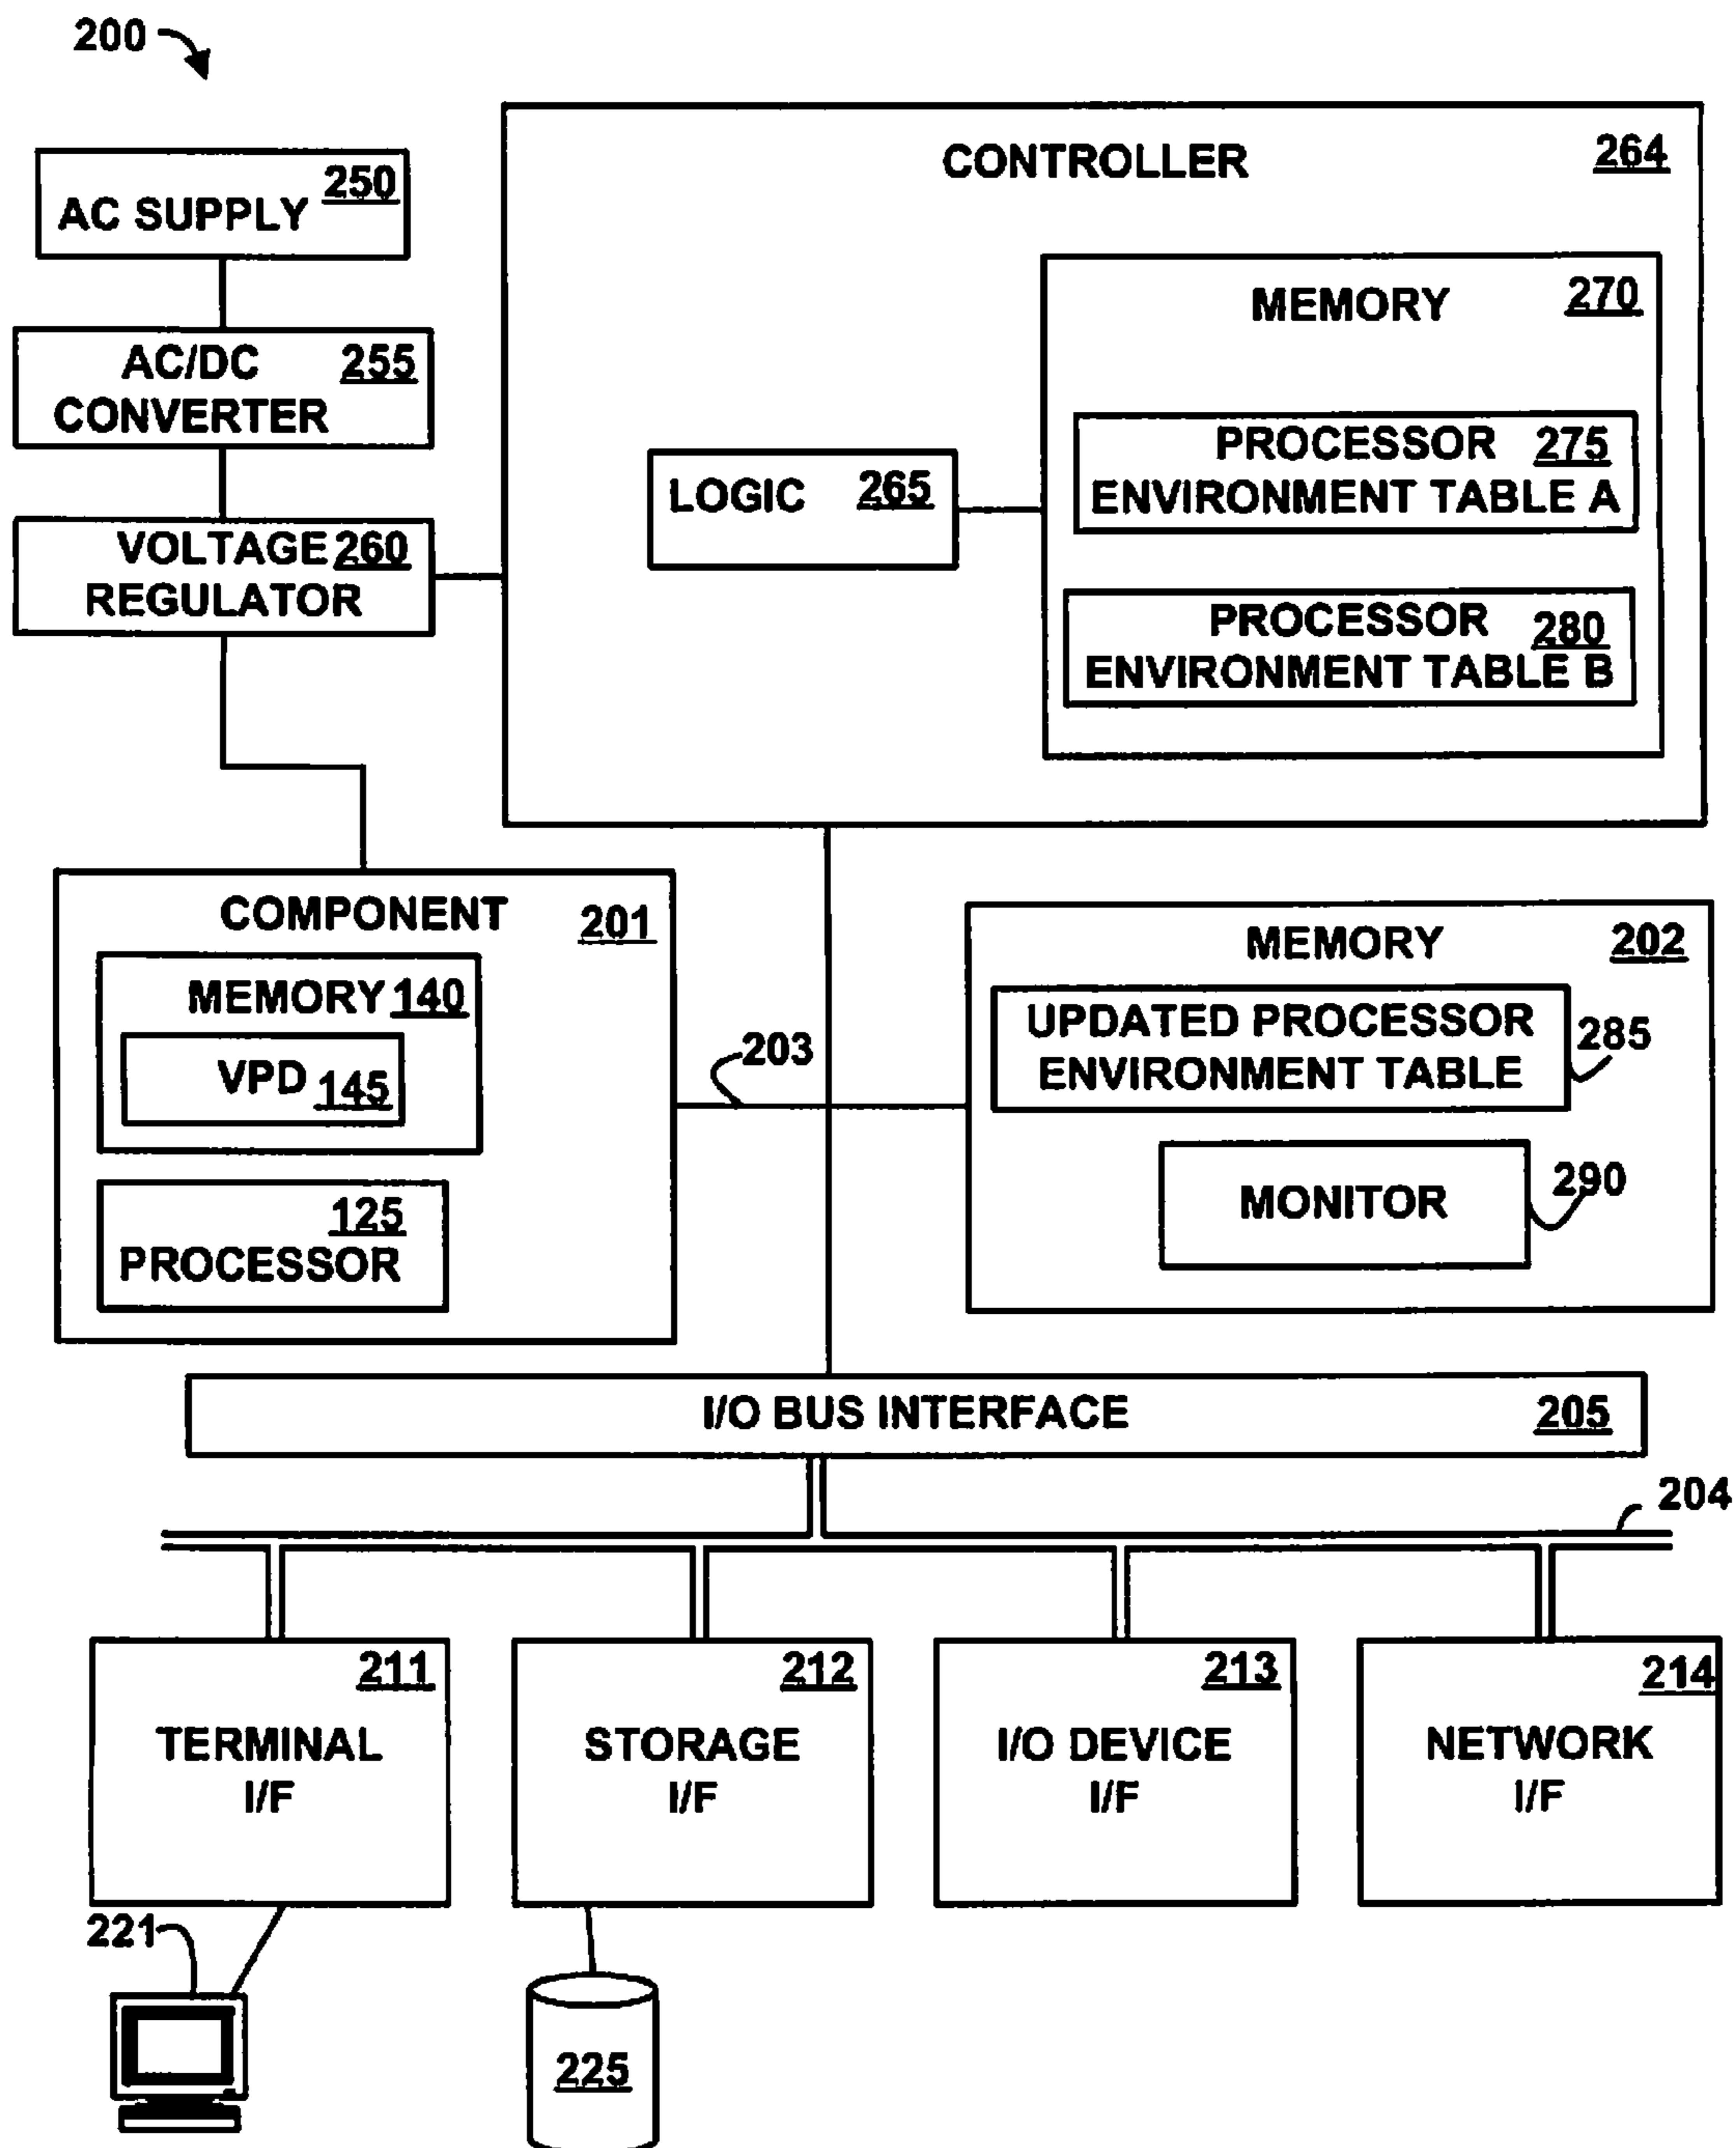 200
CONTROLLER 264
250
AC SUPPLY
MEMORY 270
AC/DC 255
CONVERTER
PROCESSOR 275
ENVIRONMENT TABLE A
LOGIC 265
VOLTAGE 260
REGULATOR
PROCESSOR 280
ENVIRONMENT TABLE B
COMPONENT 201
MEMORY 140
VPD 145
125
PROCESSOR
203
MEMORY 202
UPDATED PROCESSOR
ENVIRONMENT TABLE
285
MONITOR
290
I/O BUS INTERFACE 205
204
211
TERMINAL
I/F
212
STORAGE
I/F
213
I/O DEVICE
I/F
214
NETWORK
I/F
221
225